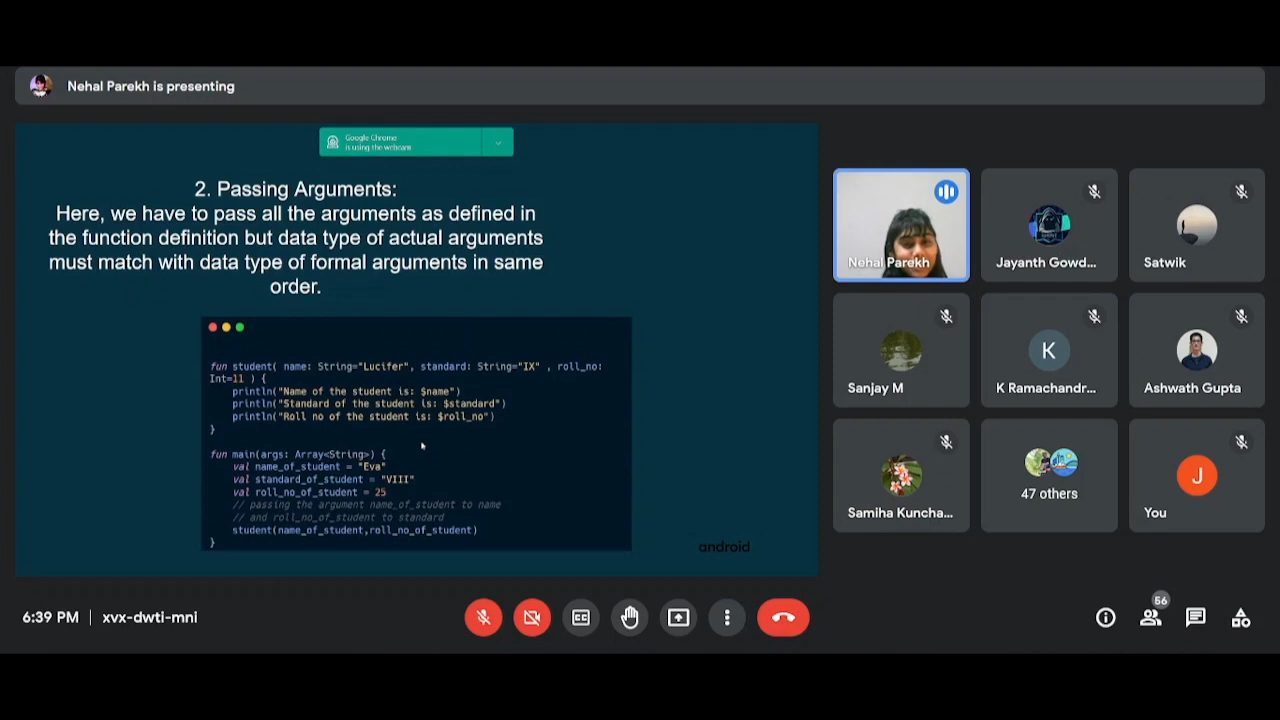 Nehal Parekh is presenting
Google Chrome
is using the webcam
2. Passing Arguments:
Here, we have to pass all the arguments as defined in
the function definition but data type of actual arguments
must match with data type of formal arguments in same
order.
fun student( name: String="Lucifer", standard: String="IX" , roll_no:
Int=11 ) {
println("Name of the student is: $name")
println("Standard of the student is: $standard")
println("Roll no of the student is: $roll_no")
}
fun main(args: Array<String>) {
val name_of_student = "Eva"
val standard_of_student = "VIII"
val roll_no_of_student = 25
// passing the argument name_of_student to name
// and roll_no_of_student to standard
student(name_of_student,roll_no_of_student)
}
android
Nehal Parekh
Jayanth Gowd...
Satwik
Sanjay M
K
K Ramachandr...
Ashwath Gupta
Samiha Kuncha...
47 others
J
You
6:39 PM | xvx-dwti-mni
56